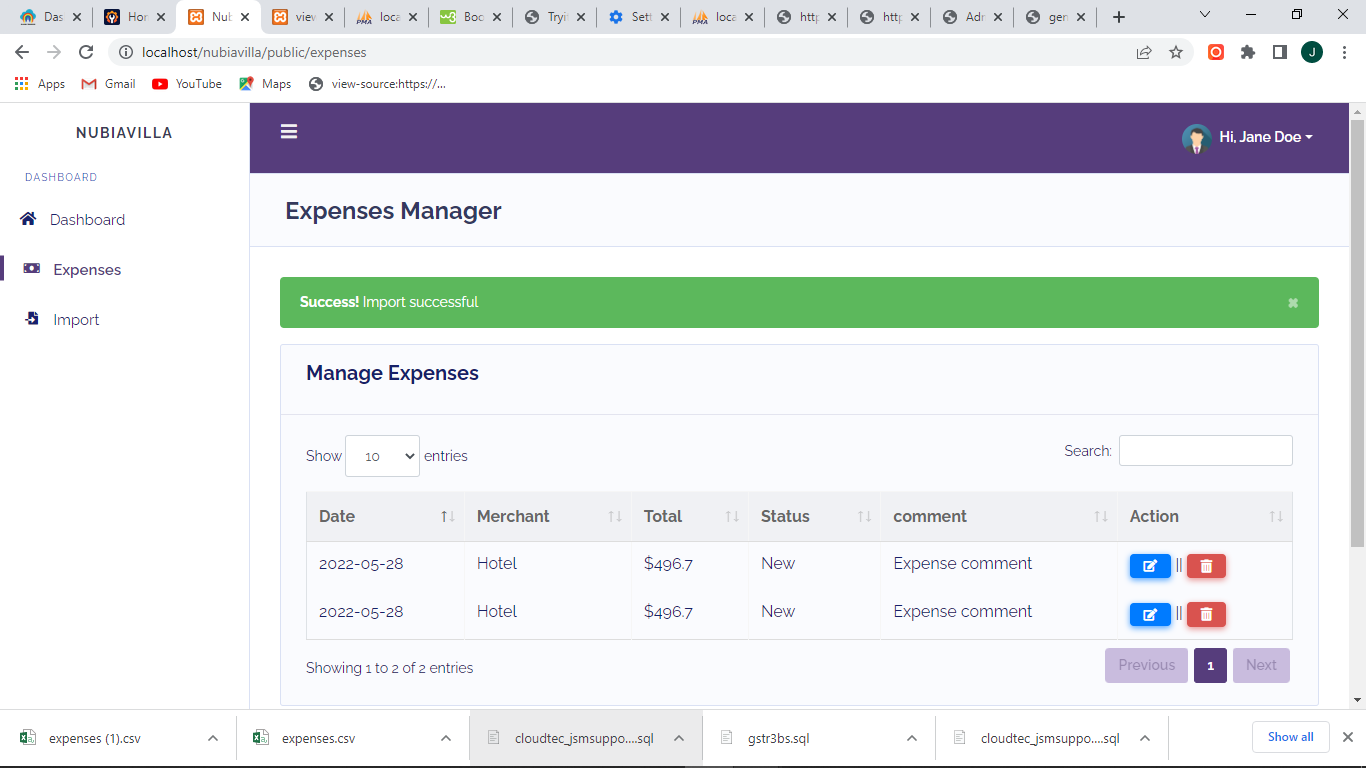 Das
Hor
Nub
view
loca
Boc
Tryi
Sett
loca
http
http
Adr
ger
localhost/nubiavilla/public/expenses
J
Apps
Gmail
YouTube
Maps
view-source:https://...
NUBIAVILLA
Hi, Jane Doe
DASHBOARD
Dashboard
Expenses
Import
Expenses Manager
Success! Import successful
×
Manage Expenses
Show 10 entries
Search:
Date Merchant Total Status comment Action
2022-05-28 Hotel $496.7 New Expense comment ||
2022-05-28 Hotel $496.7 New Expense comment ||
Showing 1 to 2 of 2 entries
Previous 1 Next
expenses (1).csv
expenses.csv
cloudtec_jsmsuppo....sql
gstr3bs.sql
cloudtec_jsmsuppo....sql
Show all